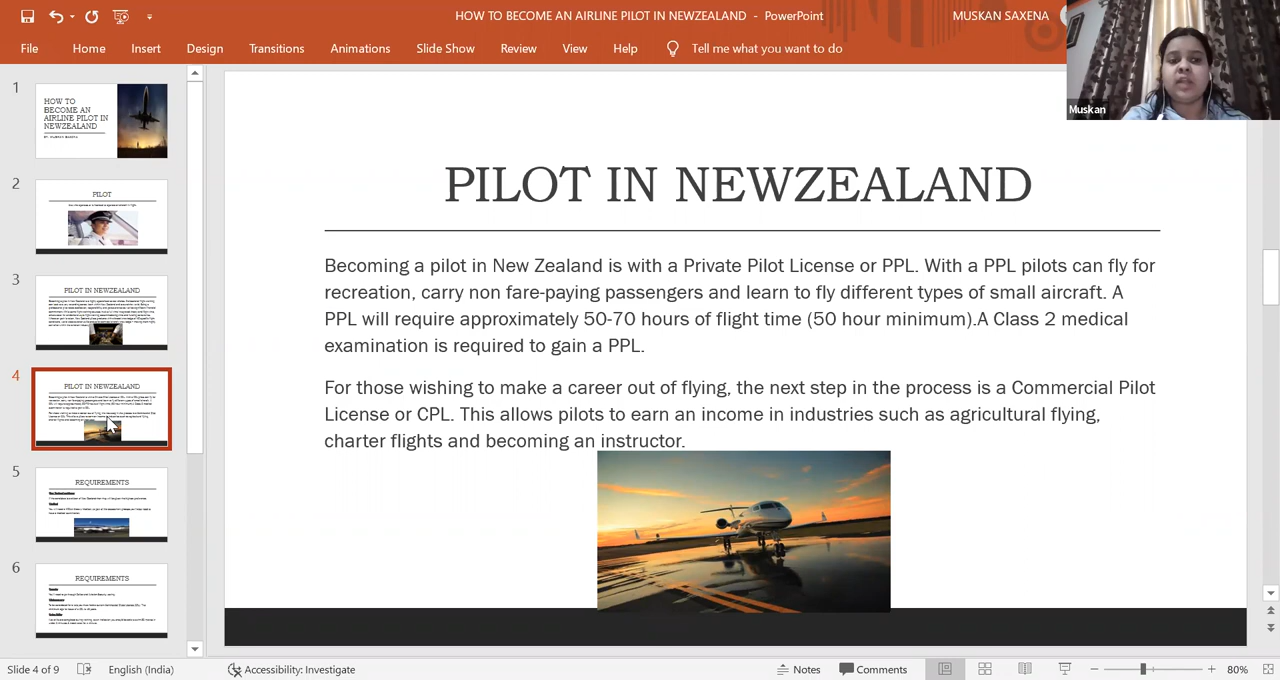 HOW TO BECOME AN AIRLINE PILOT IN NEWZEALAND - PowerPoint
MUSKAN SAXENA
File Home Insert Design Transitions Animations Slide Show Review View Help Tell me what you want to do
Muskan
1
HOW TO
BECOME AN
AIRLINE PILOT IN
NEWZEALAND
2
PILOT
3
PILOT IN NEWZEALAND
4
PILOT IN NEWZEALAND
5
REQUIREMENTS
6
REQUIREMENTS
PILOT IN NEWZEALAND
Becoming a pilot in New Zealand is with a Private Pilot License or PPL. With a PPL pilots can fly for
recreation, carry non fare-paying passengers and learn to fly different types of small aircraft. A
PPL will require approximately 50-70 hours of flight time (50 hour minimum).A Class 2 medical
examination is required to gain a PPL.
For those wishing to make a career out of flying, the next step in the process is a Commercial Pilot
License or CPL. This allows pilots to earn an income in industries such as agricultural flying,
charter flights and becoming an instructor.
Slide 4 of 9 English (India) Accessibility: Investigate Notes Comments 80%